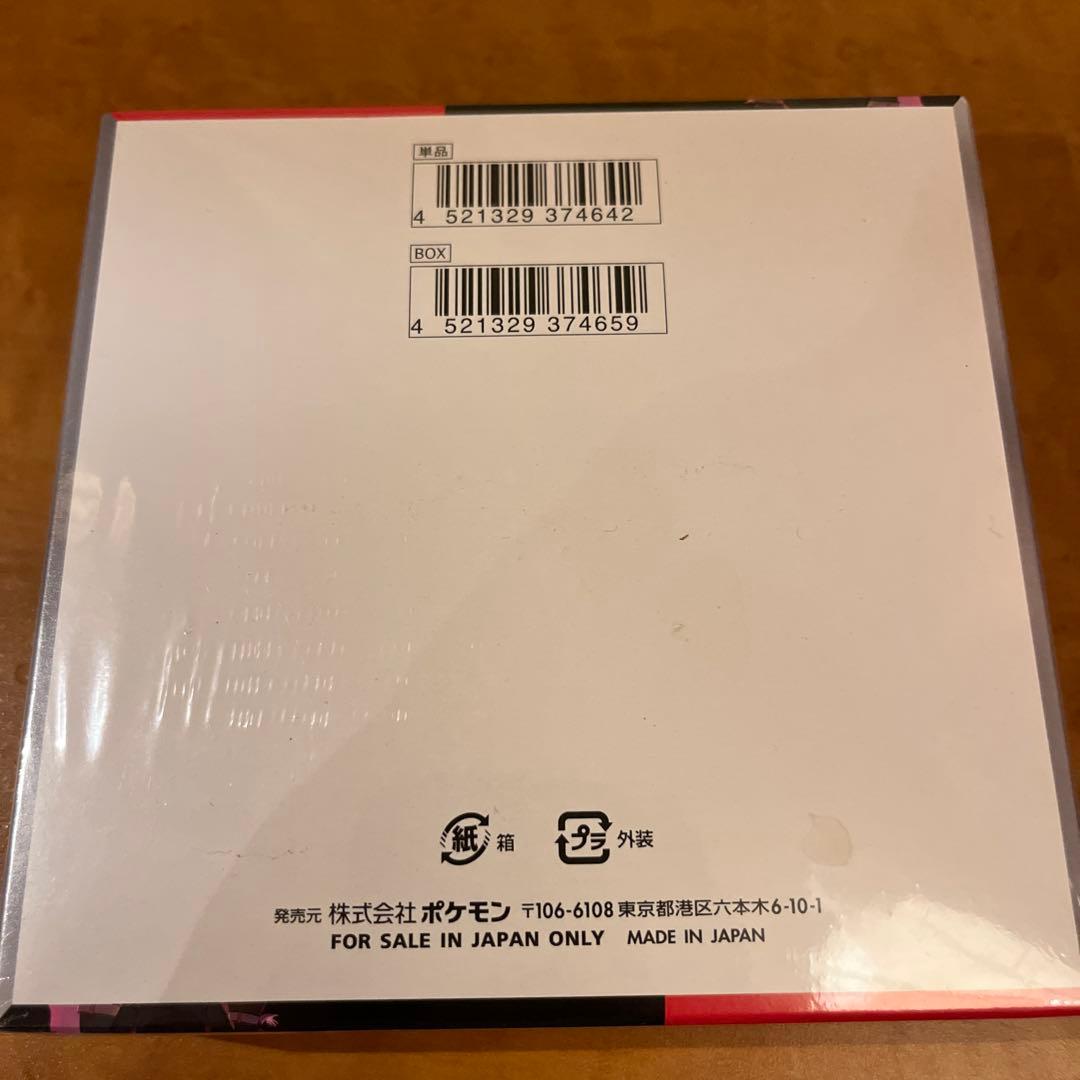 単品
4 521329 374642
BOX
4 521329 374659
紙 箱 プラ 外装
発売元 株式会社 ポケモン 〒106-6108 東京都港区六本木6-10-1
FOR SALE IN JAPAN ONLY MADE IN JAPAN